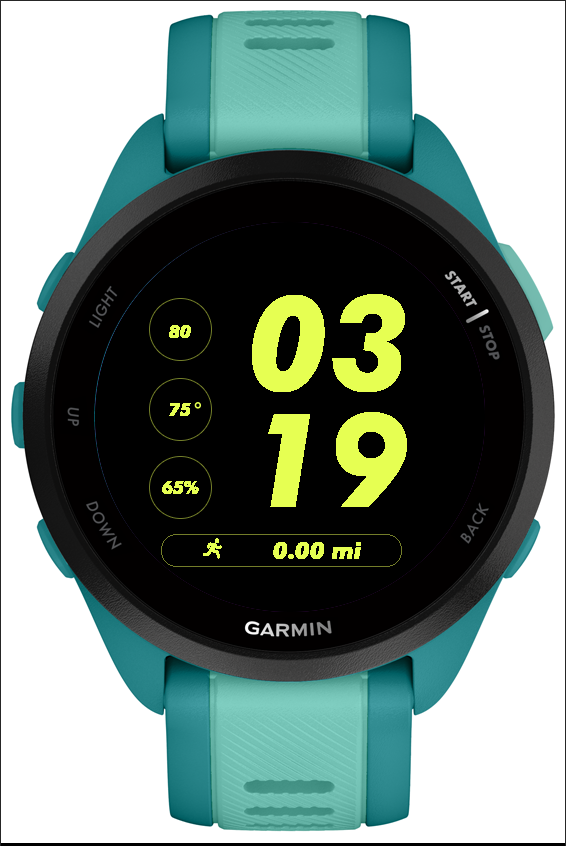 START
STOP
LIGHT
80
03
75°
UP
19
65%
DOWN
BACK
0.00 mi
GARMIN